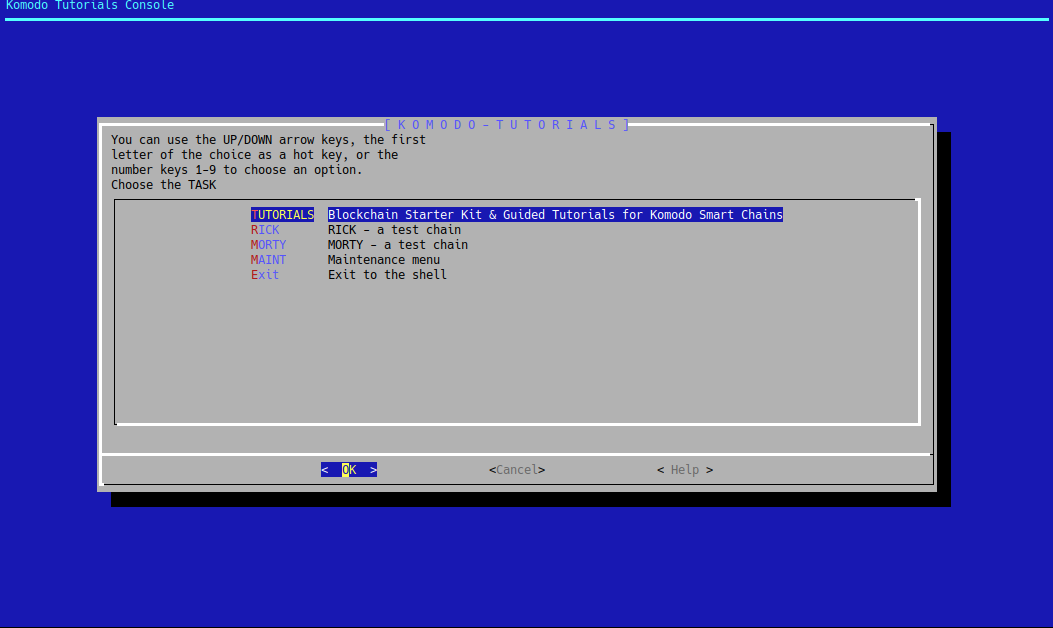 Komodo Tutorials Console
[ K O M O D O - T U T O R I A L S ]
You can use the UP/DOWN arrow keys, the first
letter of the choice as a hot key, or the
number keys 1-9 to choose an option.
Choose the TASK
TUTORIALS Blockchain Starter Kit & Guided Tutorials for Komodo Smart Chains
RICK RICK - a test chain
MORTY MORTY - a test chain
MAINT Maintenance menu
Exit Exit to the shell
< OK > <Cancel> < Help >